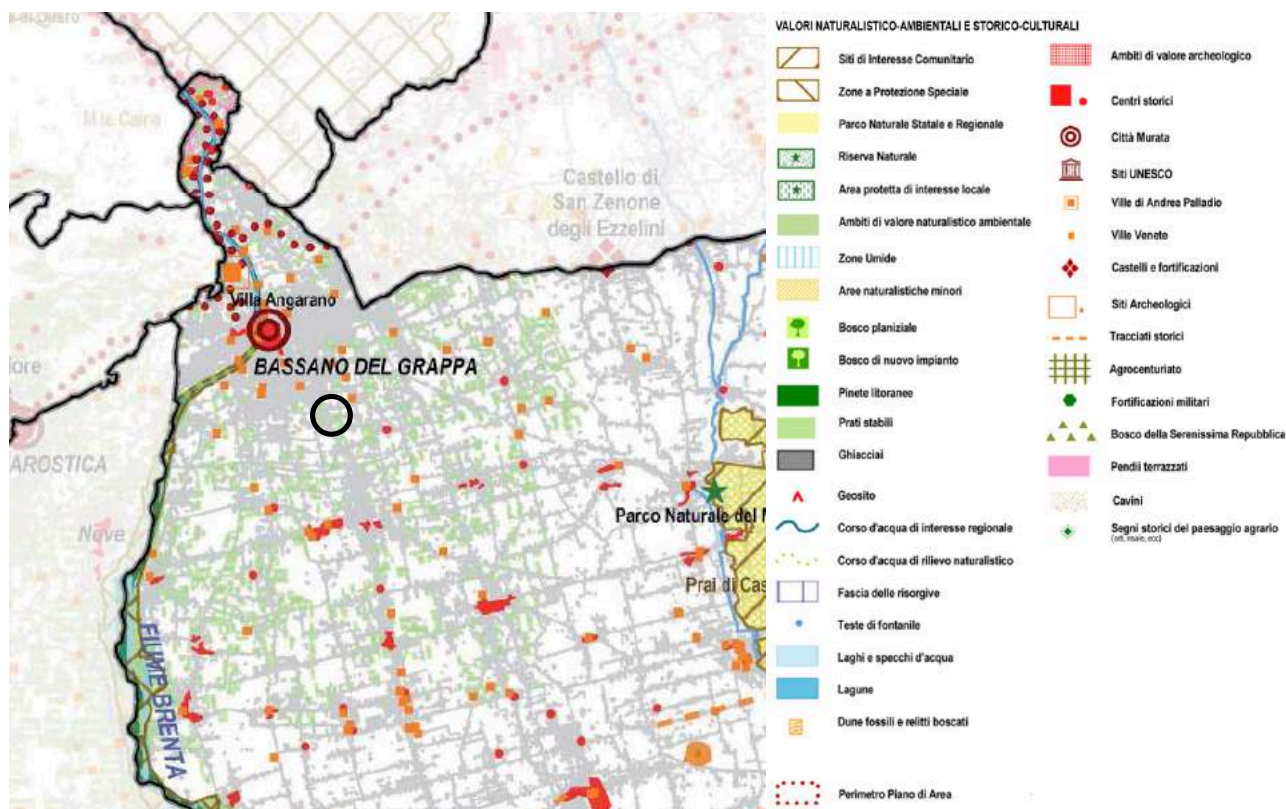 M.te Caina
Castello di
San Zenone
degli Ezzelini
Villa Angarano
BASSANO DEL GRAPPA
AROSTICA
Nove
FIUME BRENTA
Parco Naturale del
Prai di Cas
VALORI NATURALISTICO-AMBIENTALI E STORICO-CULTURALI
Siti di Interesse Comunitario
Zone a Protezione Speciale
Parco Naturale Statale e Regionale
Riserva Naturale
Area protetta di interesse locale
Ambiti di valore naturalistico ambientale
Zone Umide
Aree naturalistiche minori
Bosco planiziale
Bosco di nuovo impianto
Pinete litoranee
Prati stabili
Ghiacciai
Geosito
Corso d'acqua di interesse regionale
Corso d'acqua di rilievo naturalistico
Fascia delle risorgive
Teste di fontanile
Laghi e specchi d'acqua
Lagune
Dune fossili e relitti boscati
Perimetro Piano di Area
Ambiti di valore archeologico
Centri storici
Città Murata
Siti UNESCO
Ville di Andrea Palladio
Ville Venete
Castelli e fortificazioni
Siti Archeologici
Tracciati storici
Agrocenturiato
Fortificazioni militari
Bosco della Serenissima Repubblica
Pendii terrazzati
Cavini
Segni storici del paesaggio agrario